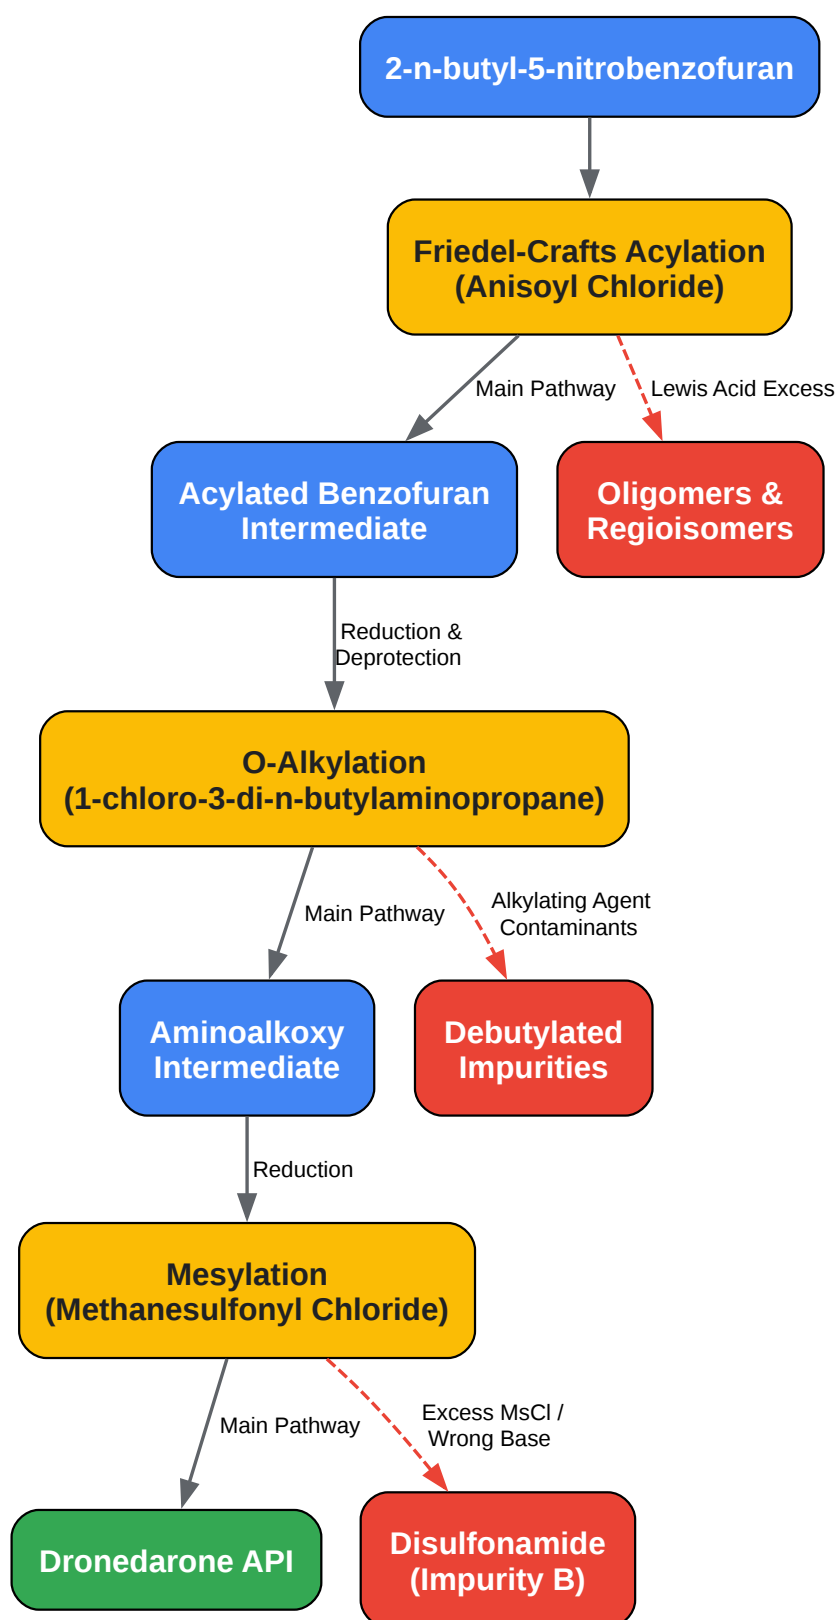 2-n-butyl-5-nitrobenzofuran
Friedel-Crafts Acylation
(Anisoyl Chloride)
Main Pathway
Lewis Acid Excess
Acylated Benzofuran
Intermediate
Oligomers &
Regioisomers
Reduction &
Deprotection
O-Alkylation
(1-chloro-3-di-n-butylaminopropane)
Main Pathway
Alkylating Agent
Contaminants
Aminoalkoxy
Intermediate
Debutylated
Impurities
Reduction
Mesylation
(Methanesulfonyl Chloride)
Main Pathway
Excess MsCl /
Wrong Base
Dronedarone API
Disulfonamide
(Impurity B)